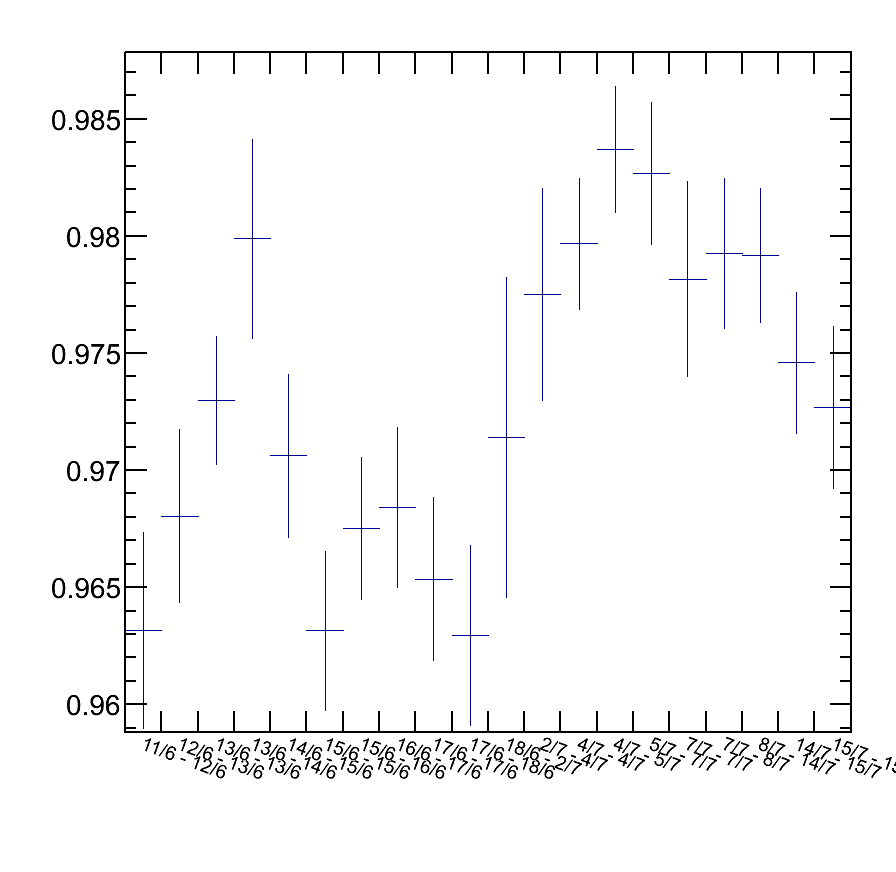 0.985
0.98
0.975
0.97
0.965
0.96
11/6 - 12/6
12/6 - 13/6
13/6 - 13/6
13/6 - 14/6
14/6 - 15/6
15/6 - 15/6
15/6 - 16/6
16/6 - 17/6
17/6 - 17/6
17/6 - 18/6
18/6 - 2/7
2/7 - 4/7
4/7 - 4/7
4/7 - 5/7
5/7 - 7/7
7/7 - 7/7
7/7 - 8/7
8/7 - 14/7
14/7 - 15/7
15/7 -